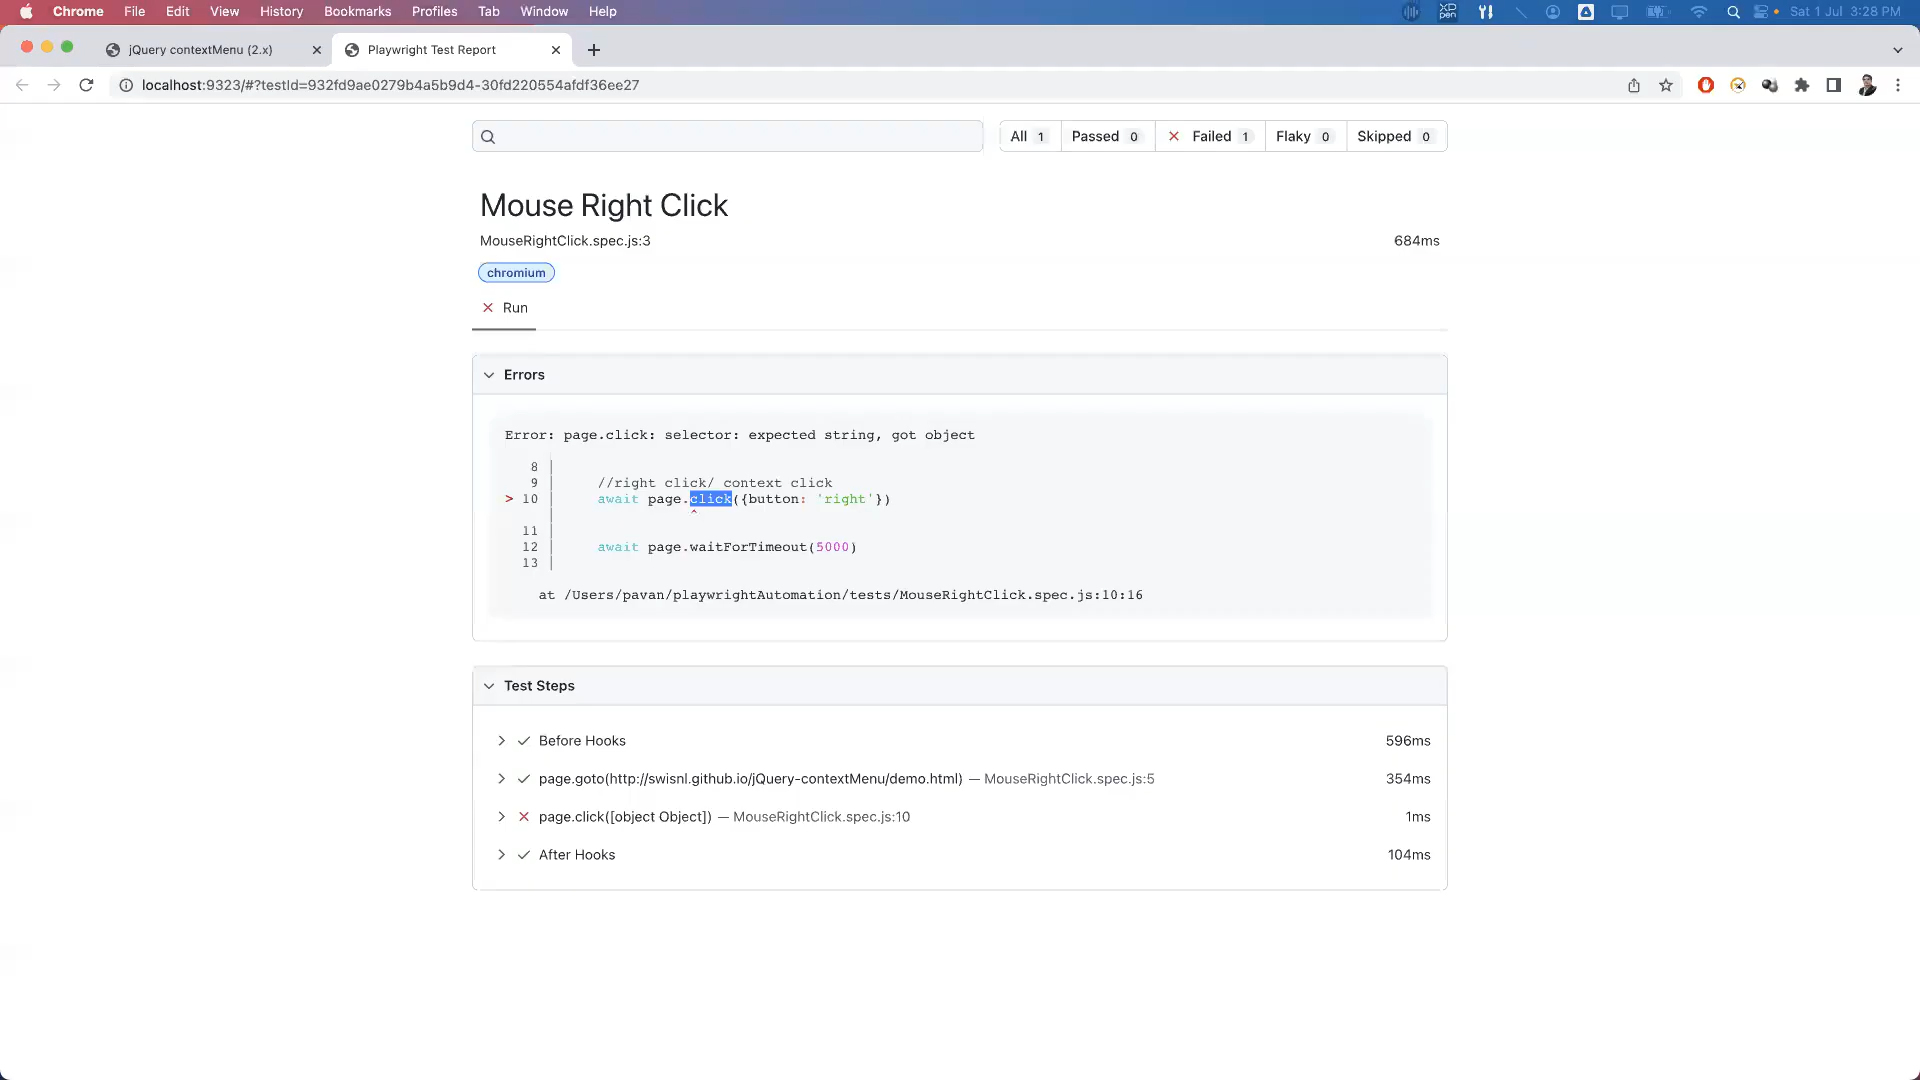 Chrome File Edit View History Bookmarks Profiles Tab Window Help XD pen Sat 1 Jul 3:28 PM
jQuery contextMenu (2.x) Playwright Test Report
localhost:9323/#?testId=932fd9ae0279b4a5b9d4-30fd220554afdf36ee27
All 1 Passed 0 Failed 1 Flaky 0 Skipped 0
Mouse Right Click
MouseRightClick.spec.js:3 684ms
chromium
Run
Errors
Error: page.click: selector: expected string, got object
8 |
9 | //right click/ context click
> 10 | await page.click({button: 'right'})
| ^
11 |
12 | await page.waitForTimeout(5000)
13 |
at /Users/pavan/playwrightAutomation/tests/MouseRightClick.spec.js:10:16
Test Steps
Before Hooks 596ms
page.goto(http://swisnl.github.io/jQuery-contextMenu/demo.html) — MouseRightClick.spec.js:5 354ms
page.click([object Object]) — MouseRightClick.spec.js:10 1ms
After Hooks 104ms